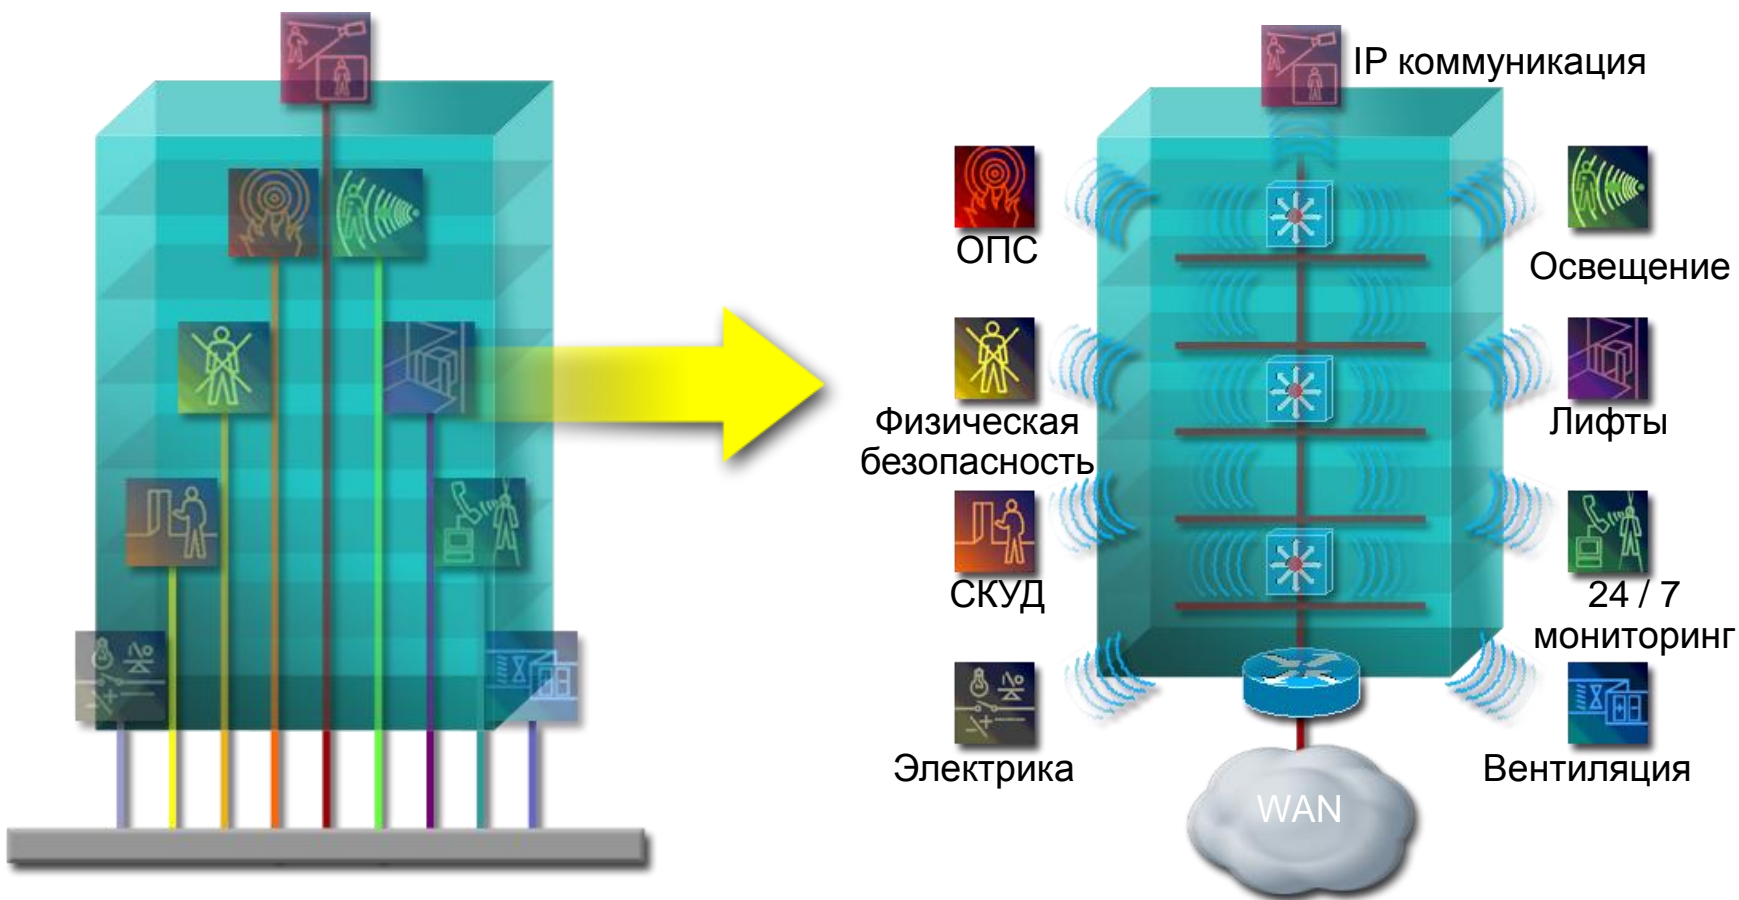 IP коммуникация
ОПС
Освещение
Физическая
безопасность
Лифты
СКУД
24 / 7
мониторинг
Электрика
Вентиляция
WAN